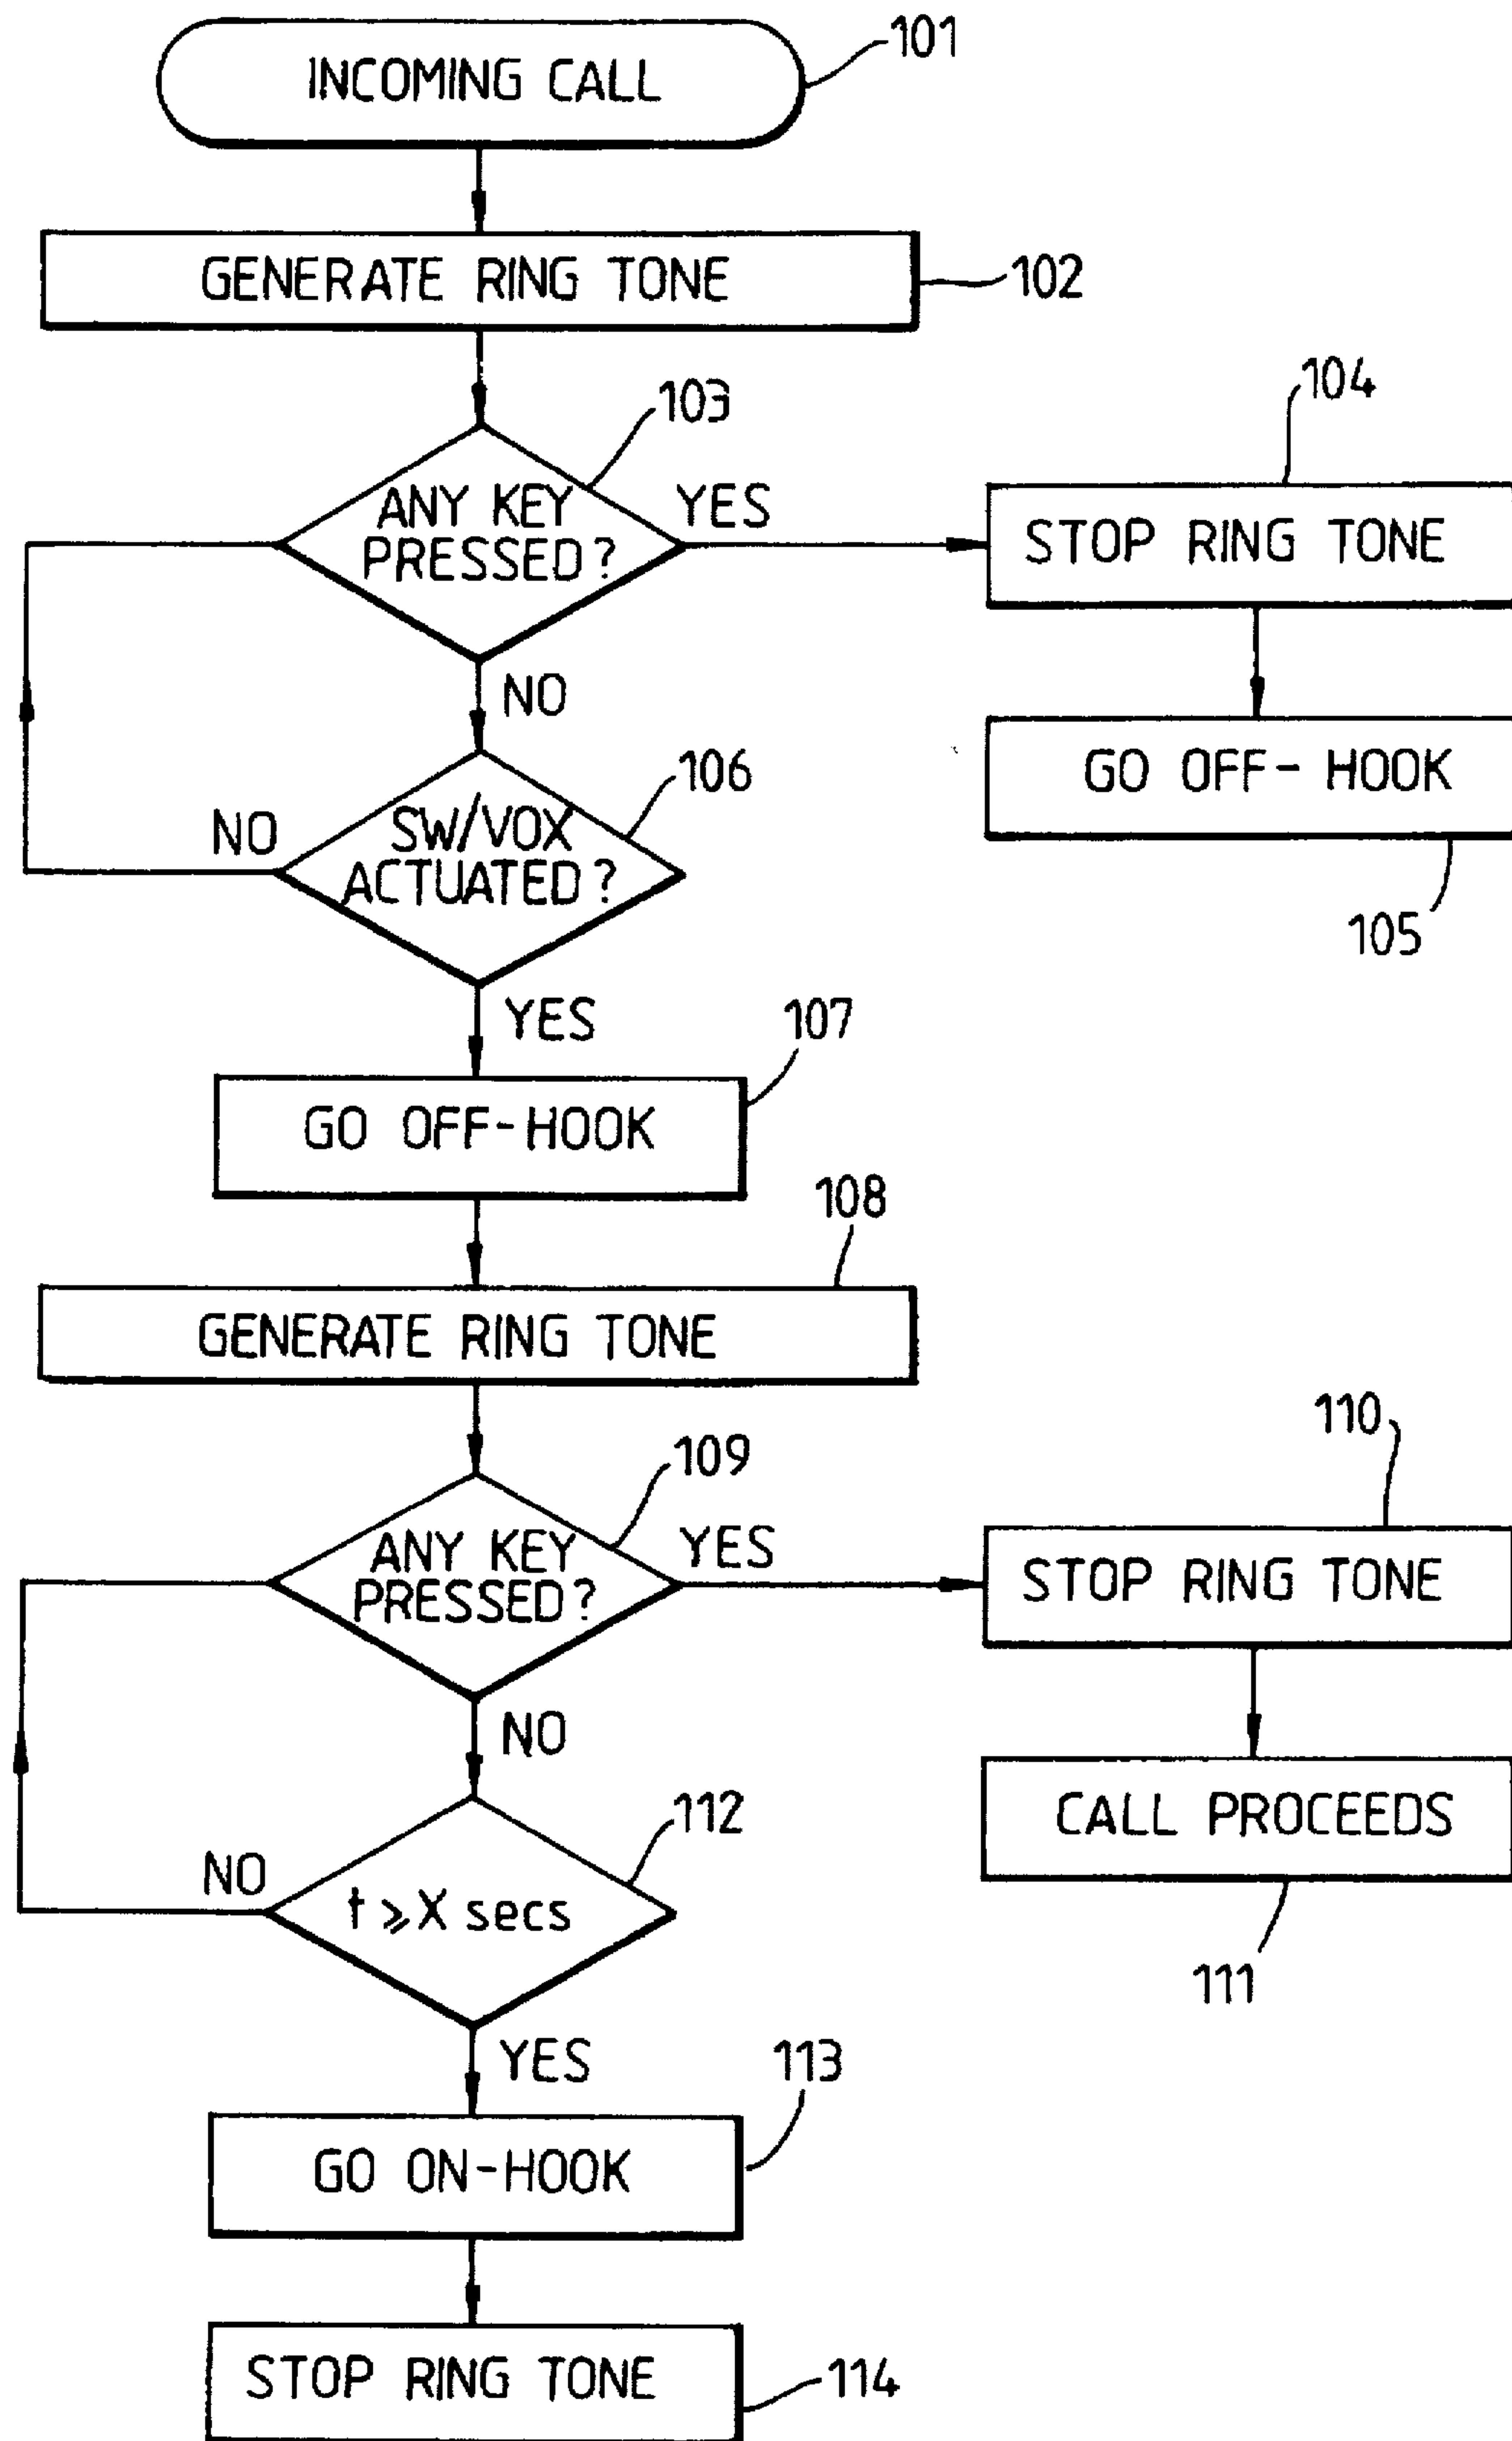 INCOMING CALL
101
GENERATE RING TONE
102
103
ANY KEY
PRESSED?
YES
104
STOP RING TONE
NO
GO OFF- HOOK
105
106
SW/VOX
ACTUATED?
NO
YES
107
GO OFF-HOOK
108
GENERATE RING TONE
109
ANY KEY
PRESSED?
YES
110
STOP RING TONE
NO
CALL PROCEEDS
111
112
t ⩾ X secs
NO
YES
113
GO ON-HOOK
STOP RING TONE
114